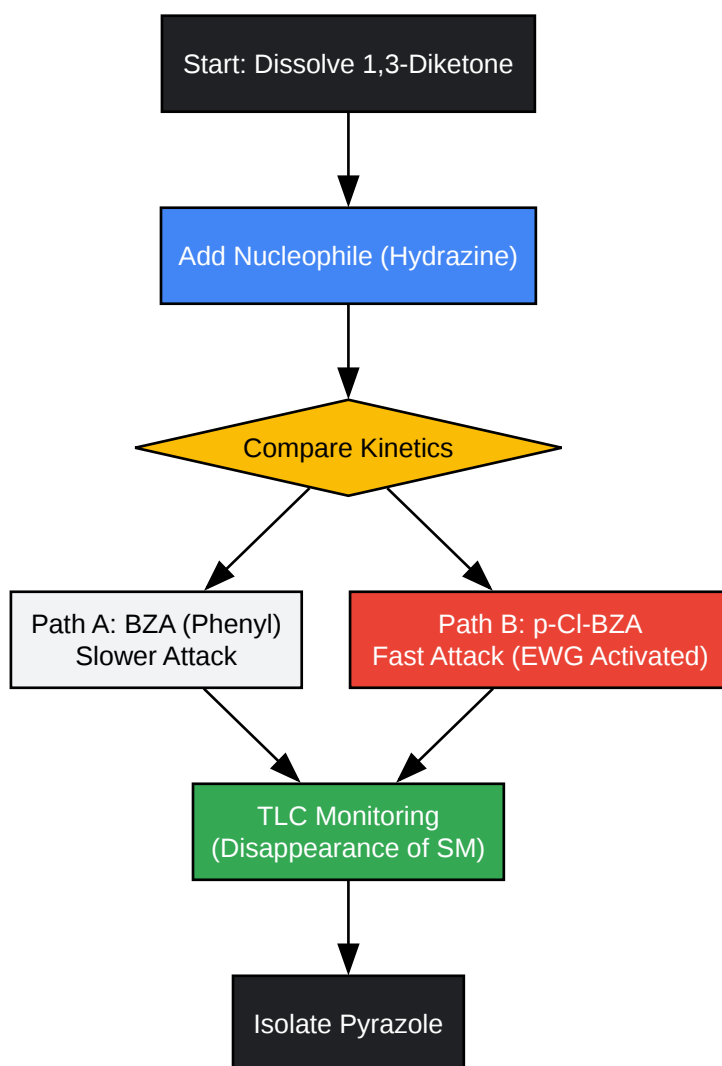 Start: Dissolve 1,3-Diketone
Add Nucleophile (Hydrazine)
Compare Kinetics
Path A: BZA (Phenyl)
Slower Attack
Path B: p-Cl-BZA
Fast Attack (EWG Activated)
TLC Monitoring
(Disappearance of SM)
Isolate Pyrazole